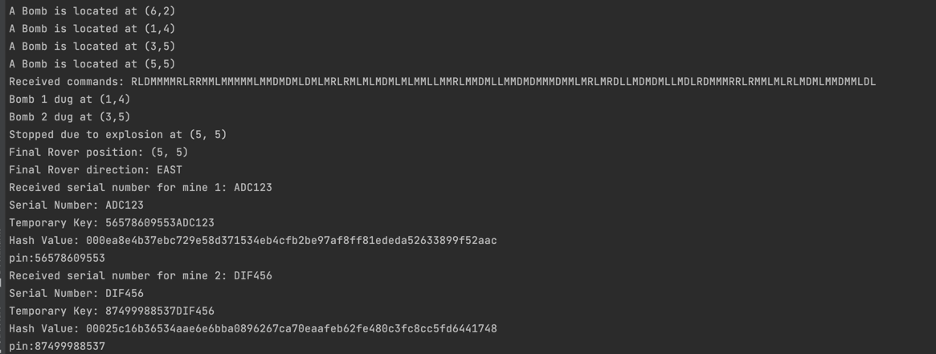 A Bomb is located at (6,2)
A Bomb is located at (1,4)
A Bomb is located at (3,5)
A Bomb is located at (5,5)
Received commands: RLDMMMMRLRRMMLMMMMMLMMDMDMLDMLMRLRMLMLMDMLMLMMLLMMRLMMDMLLMMDMDMMMDMMLMRLMRDLLMDMDMLLMDLRDMMMRRLRMMLMLRLMDMLMMDMMLDL
Bomb 1 dug at (1,4)
Bomb 2 dug at (3,5)
Stopped due to explosion at (5, 5)
Final Rover position: (5, 5)
Final Rover direction: EAST
Received serial number for mine 1: ADC123
Serial Number: ADC123
Temporary Key: 56578609553ADC123
Hash Value: 000ea8e4b37ebc729e58d371534eb4cfb2be97af8ff81ededa52633899f52aac
pin:56578609553
Received serial number for mine 2: DIF456
Serial Number: DIF456
Temporary Key: 87499988537DIF456
Hash Value: 00025c16b36534aae6e6bba0896267ca70eaafeb62fe480c3fc8cc5fd6441748
pin:87499988537